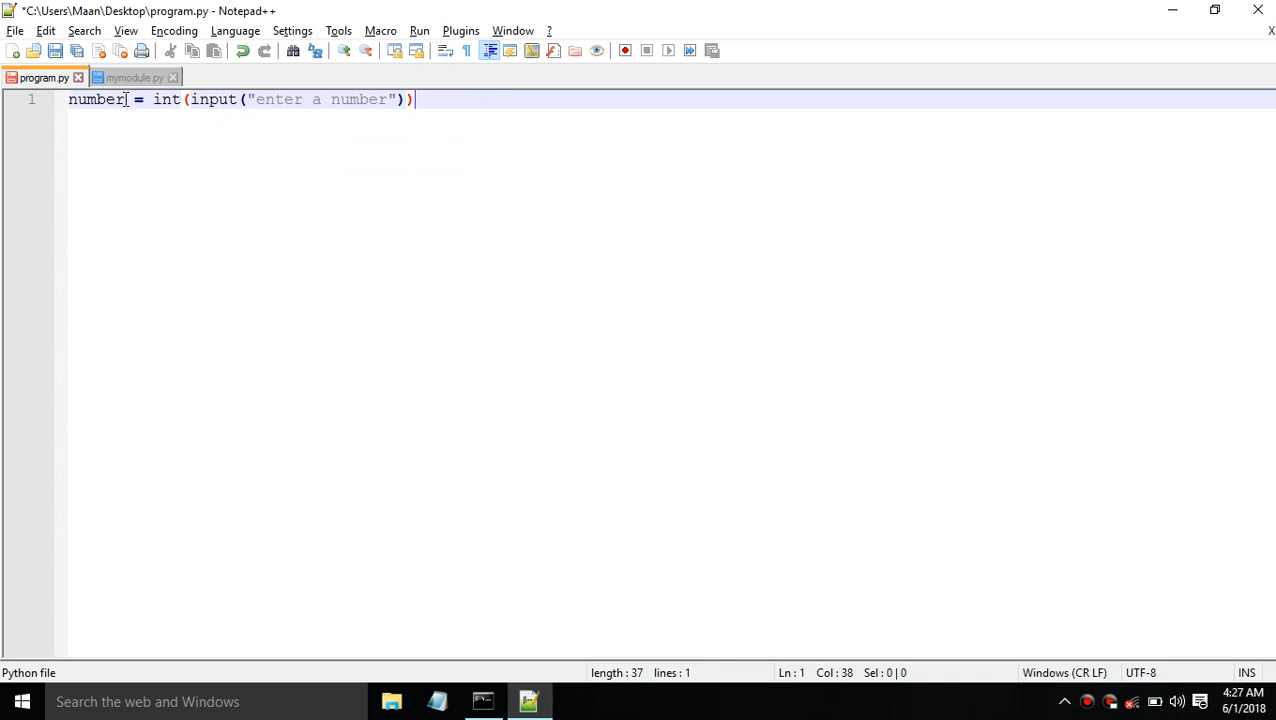 *C:\Users\Maan\Desktop\program.py - Notepad++
File Edit Search View Encoding Language Settings Tools Macro Run Plugins Window ? X
program.py mymodule.py
1 number = int(input("enter a number"))
Python file length : 37 lines : 1 Ln : 1 Col : 38 Sel : 0 | 0 Windows (CR LF) UTF-8 INS
Search the web and Windows
4:27 AM
6/1/2018